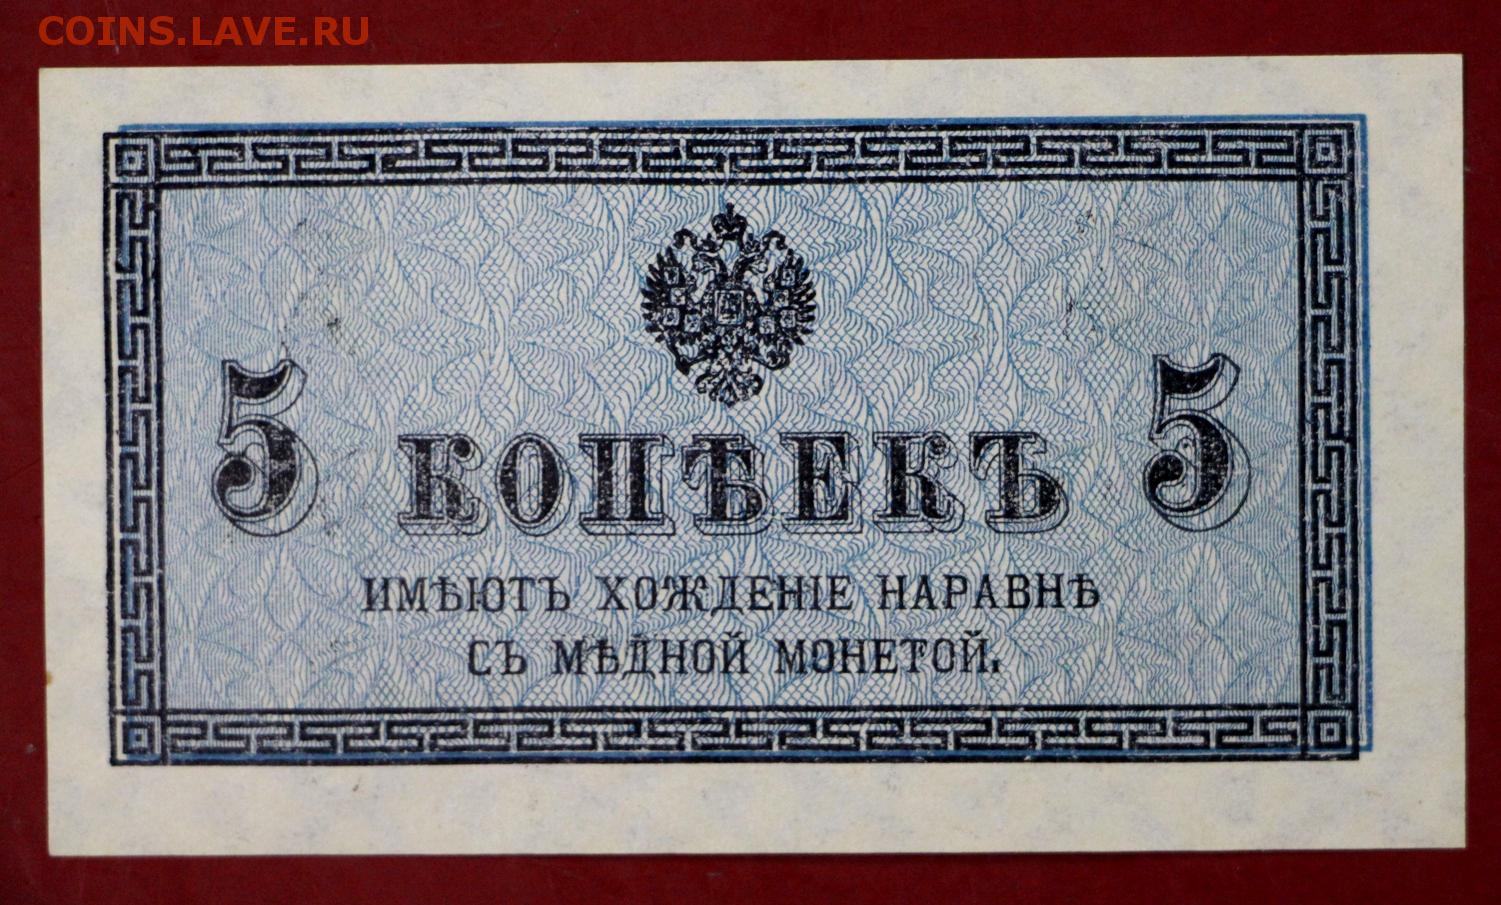 COINS.LAVE.RU
5 КОПѢЕКЪ 5
ИМѢЮТЪ ХОЖДЕНІЕ НАРАВНѢ
СЪ МѢДНОЙ МОНЕТОЙ.